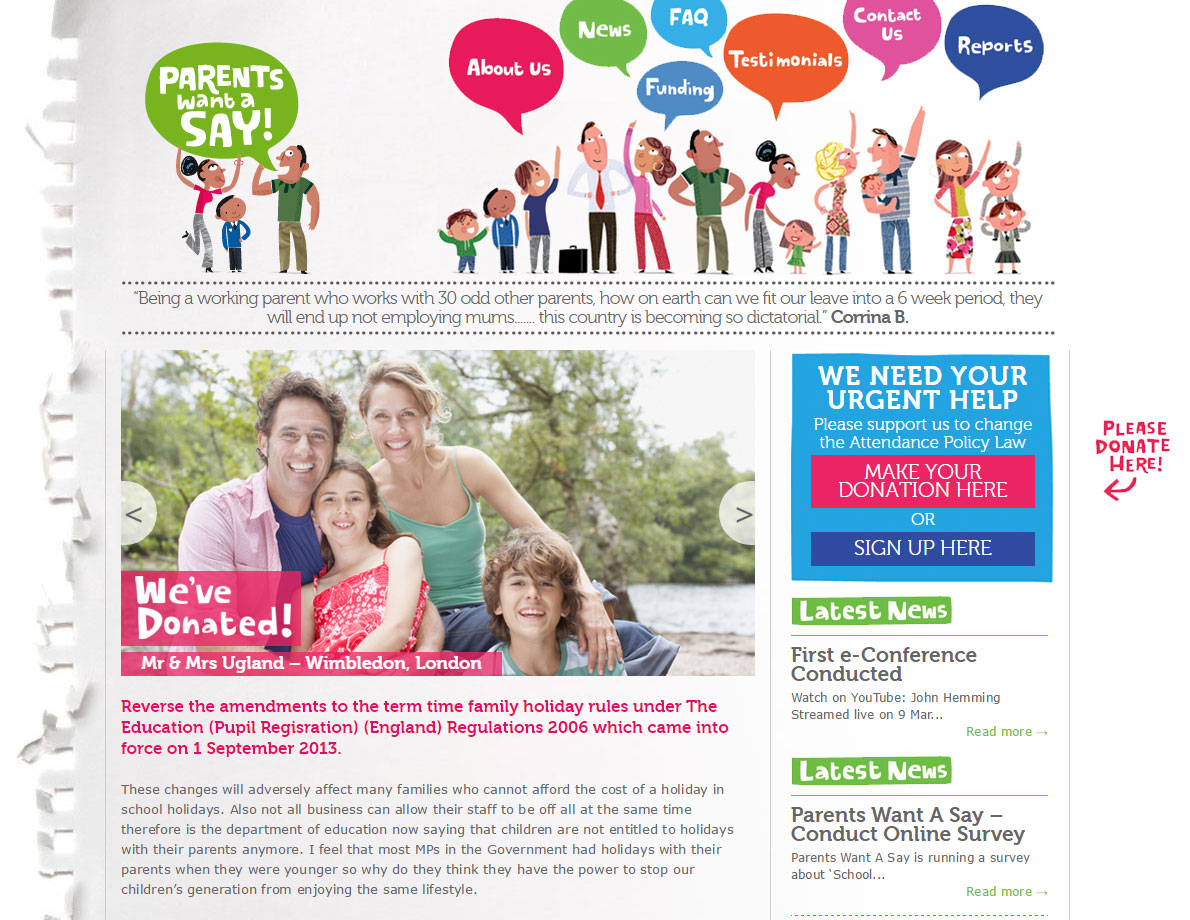 PARENTS
want a
SAY!
About Us
News
FAQ
Funding
Testimonials
Contact
Us
Reports
“Being a working parent who works with 30 odd other parents, how on earth can we fit our leave into a 6 week period, they
will end up not employing mums....... this country is becoming so dictatorial.” Corrina B.
<
>
We've
Donated!
Mr & Mrs Ugland – Wimbledon, London
Reverse the amendments to the term time family holiday rules under The
Education (Pupil Regisration) (England) Regulations 2006 which came into
force on 1 September 2013.
These changes will adversely affect many families who cannot afford the cost of a holiday in
school holidays. Also not all business can allow their staff to be off all at the same time
therefore is the department of education now saying that children are not entitled to holidays
with their parents anymore. I feel that most MPs in the Government had holidays with their
parents when they were younger so why do they think they have the power to stop our
children’s generation from enjoying the same lifestyle.
WE NEED YOUR
URGENT HELP
Please support us to change
the Attendance Policy Law
MAKE YOUR
DONATION HERE
OR
SIGN UP HERE
PLEASE
DONATE
HERE!
Latest News
First e-Conference
Conducted
Watch on YouTube: John Hemming
Streamed live on 9 Mar...
Read more →
Latest News
Parents Want A Say –
Conduct Online Survey
Parents Want A Say is running a survey
about ‘School...
Read more →